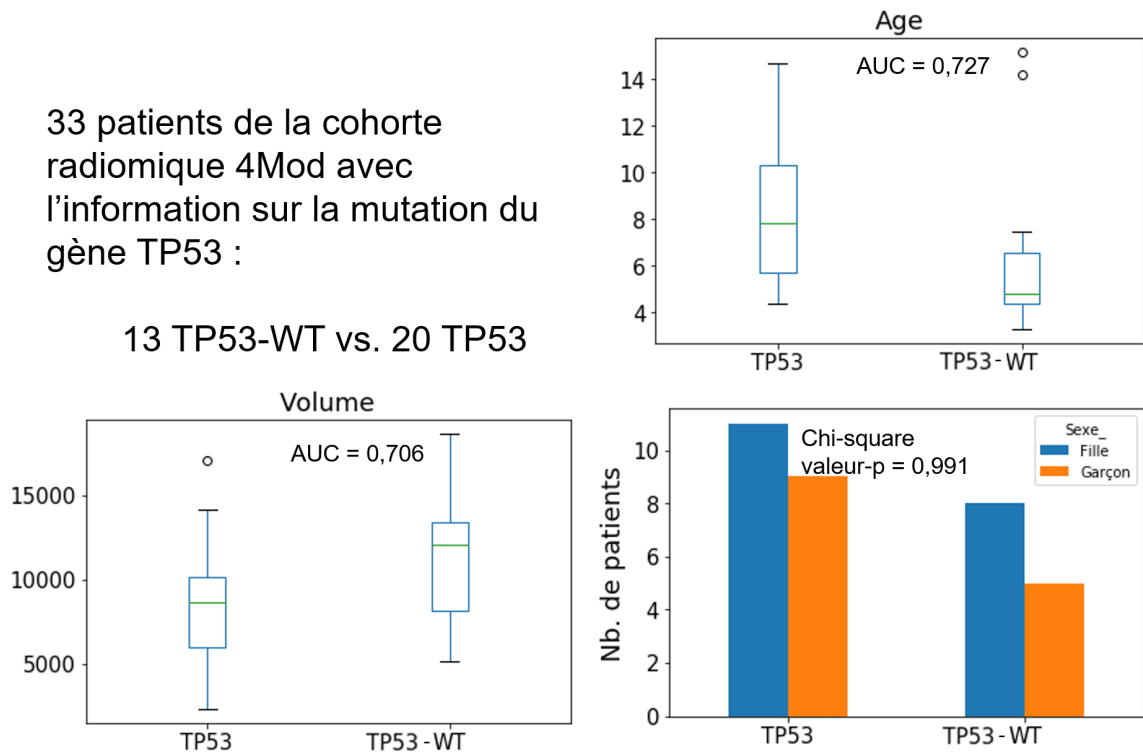 33 patients de la cohorte
radiomique 4Mod avec
l’information sur la mutation du
gène TP53 :
13 TP53-WT vs. 20 TP53
Age
AUC = 0,727
14
12
10
8
6
4
TP53
TP53-WT
Volume
AUC = 0,706
15000
10000
5000
TP53
TP53-WT
Chi-square
valeur-p = 0,991
Sexe_
Fille
Garçon
Nb. de patients
10
8
6
4
2
0
TP53
TP53-WT